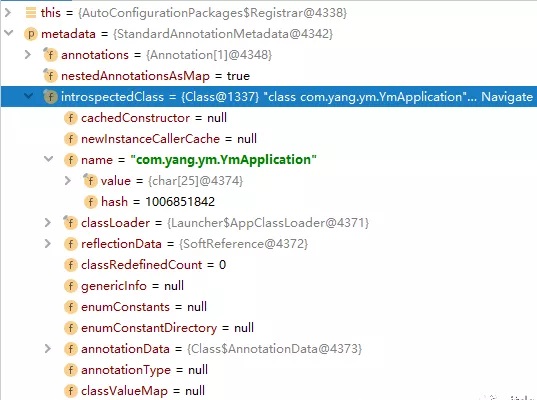 this = {AutoConfigurationPackages$Registrar@4338}
metadata = {StandardAnnotationMetadata@4342}
annotations = {Annotation[1]@4348}
nestedAnnotationsAsMap = true
introspectedClass = {Class@1337} "class com.yang.ym.YmApplication"... Navigate
cachedConstructor = null
newInstanceCallerCache = null
name = "com.yang.ym.YmApplication"
value = {char[25]@4374}
hash = 1006851842
classLoader = {Launcher$AppClassLoader@4371}
reflectionData = {SoftReference@4372}
classRedefinedCount = 0
genericInfo = null
enumConstants = null
enumConstantDirectory = null
annotationData = {Class$AnnotationData@4373}
annotationType = null
classValueMap = null